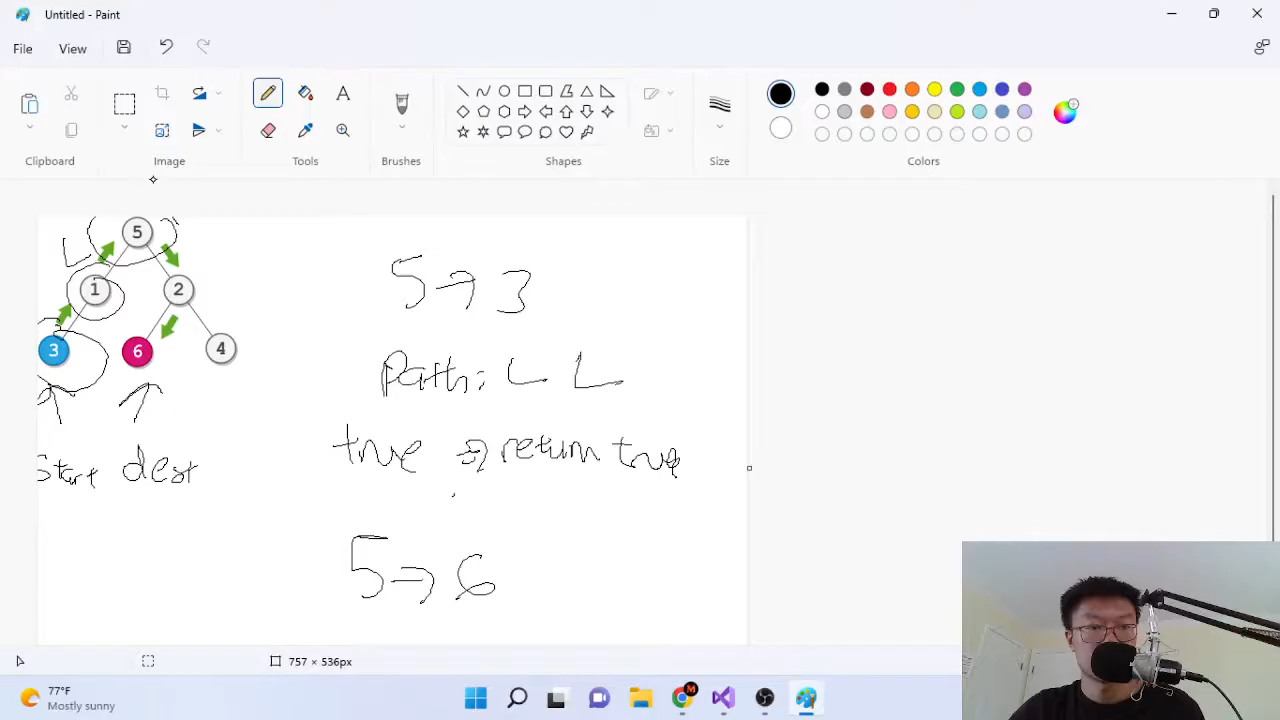 Untitled - Paint
File View
Clipboard Image Tools Brushes Shapes Size Colors
5
1 2
3 6 4
L
Start dest
5 → 3
Path: L L
true → return true
5 → 6
757 × 536px
77°F
Mostly sunny
M